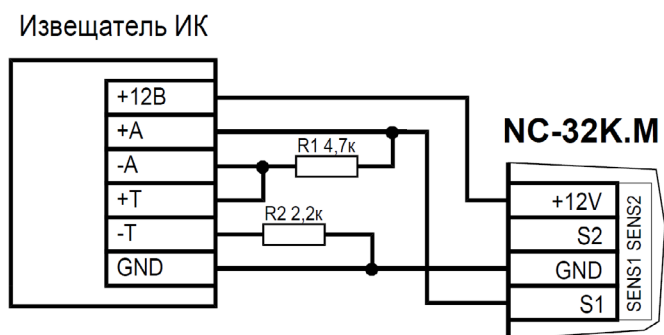 Извещатель ИК
+12В
+A
-A
+T
-T
GND
R1 4,7к
R2 2,2к
NC-32K.M
+12V
S2
GND
S1
SENS1 SENS2